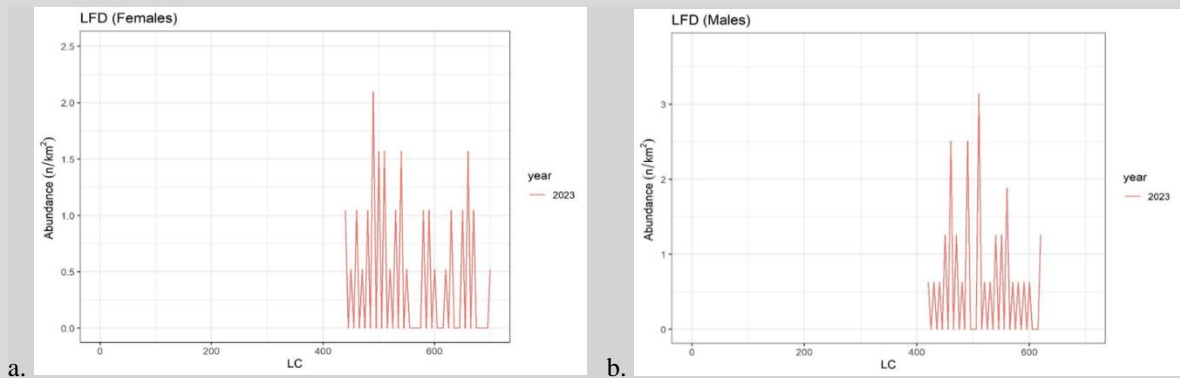 LFD (Females)
2.5
2.0
1.5
1.0
0.5
0.0
Abundance (n/km²)
0 200 400 600
LC
year
2023
a.
LFD (Males)
3
2
1
0
Abundance (n/km²)
0 200 400 600
LC
year
2023
b.